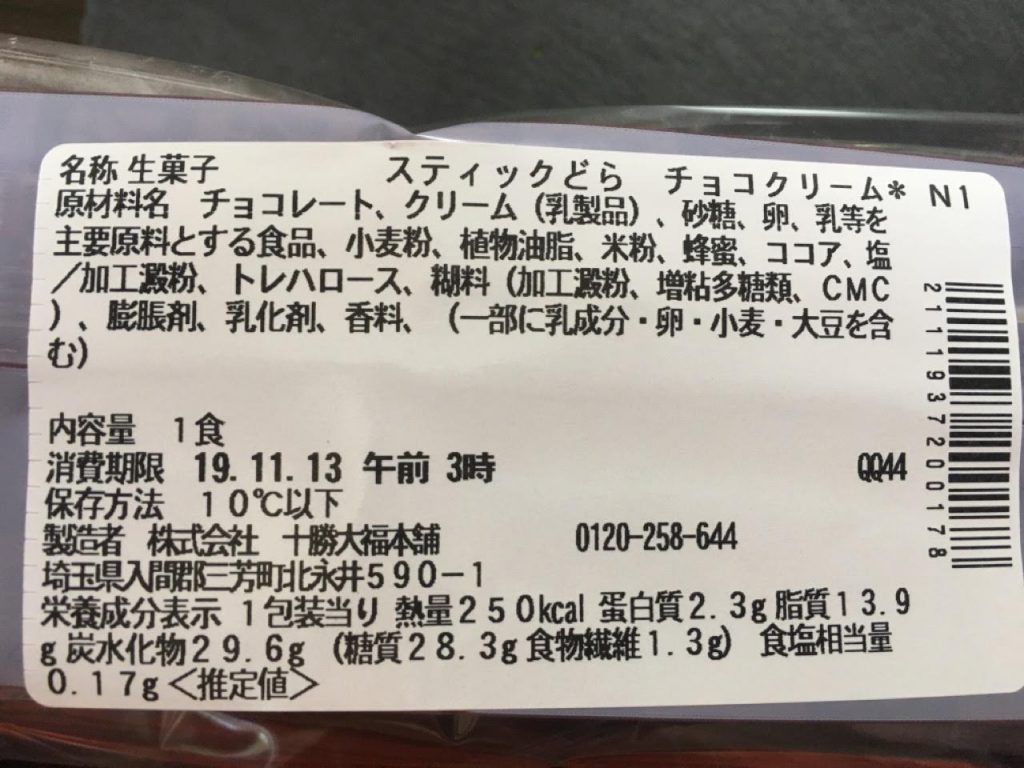 名称 生菓子 スティックどら チョコクリーム* N1
原材料名 チョコレート、クリーム（乳製品）、砂糖、卵、乳等を
主要原料とする食品、小麦粉、植物油脂、米粉、蜂蜜、ココア、塩
／加工澱粉、トレハロース、糊料（加工澱粉、増粘多糖類、CMC
）、膨脹剤、乳化剤、香料、（一部に乳成分・卵・小麦・大豆を含
む）
内容量 1食
消費期限 19.11.13 午前 3時 QQ44
保存方法 10℃以下
製造者 株式会社 十勝大福本舗 0120-258-644
埼玉県入間郡三芳町北永井590-1
栄養成分表示 1包装当り 熱量250kcal 蛋白質2.3g 脂質13.9
g 炭水化物29.6g （糖質28.3g 食物繊維1.3g） 食塩相当量
0.17g＜推定値＞
2111937200178